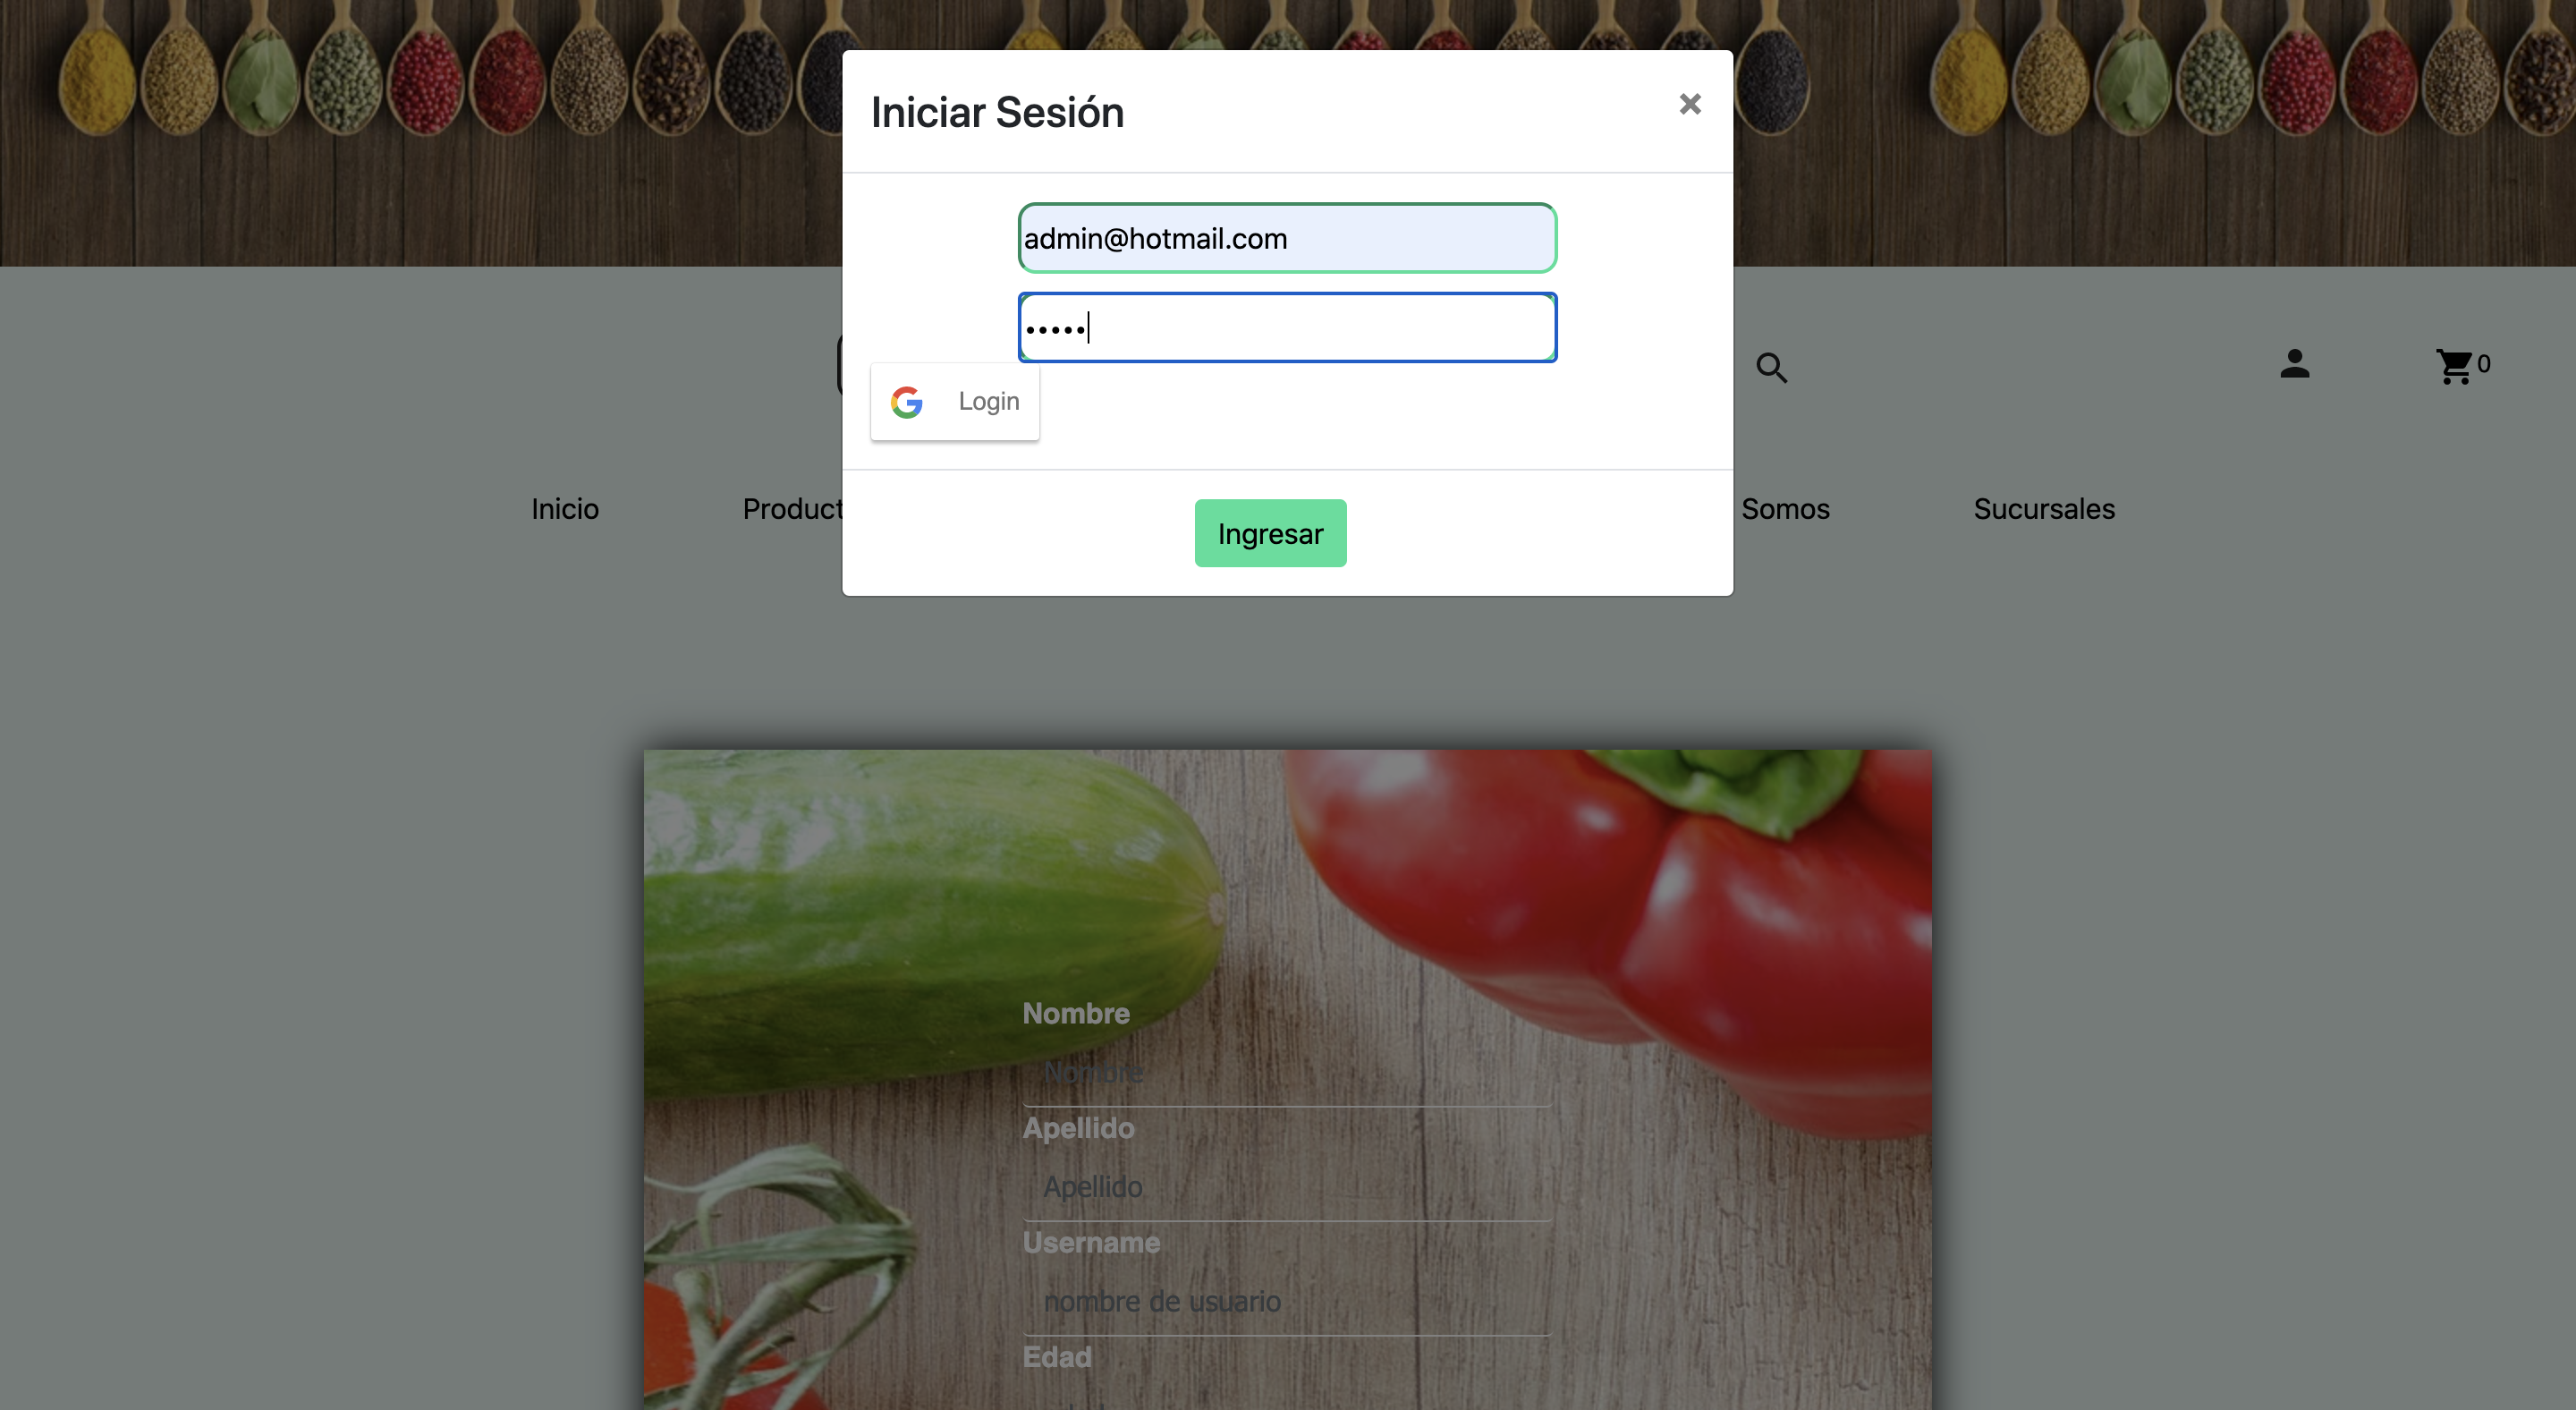 Iniciar Sesión
×
admin@hotmail.com
•••••
Login
0
Inicio
Product
Somos
Sucursales
Ingresar
Nombre
Nombre
Apellido
Apellido
Username
nombre de usuario
Edad